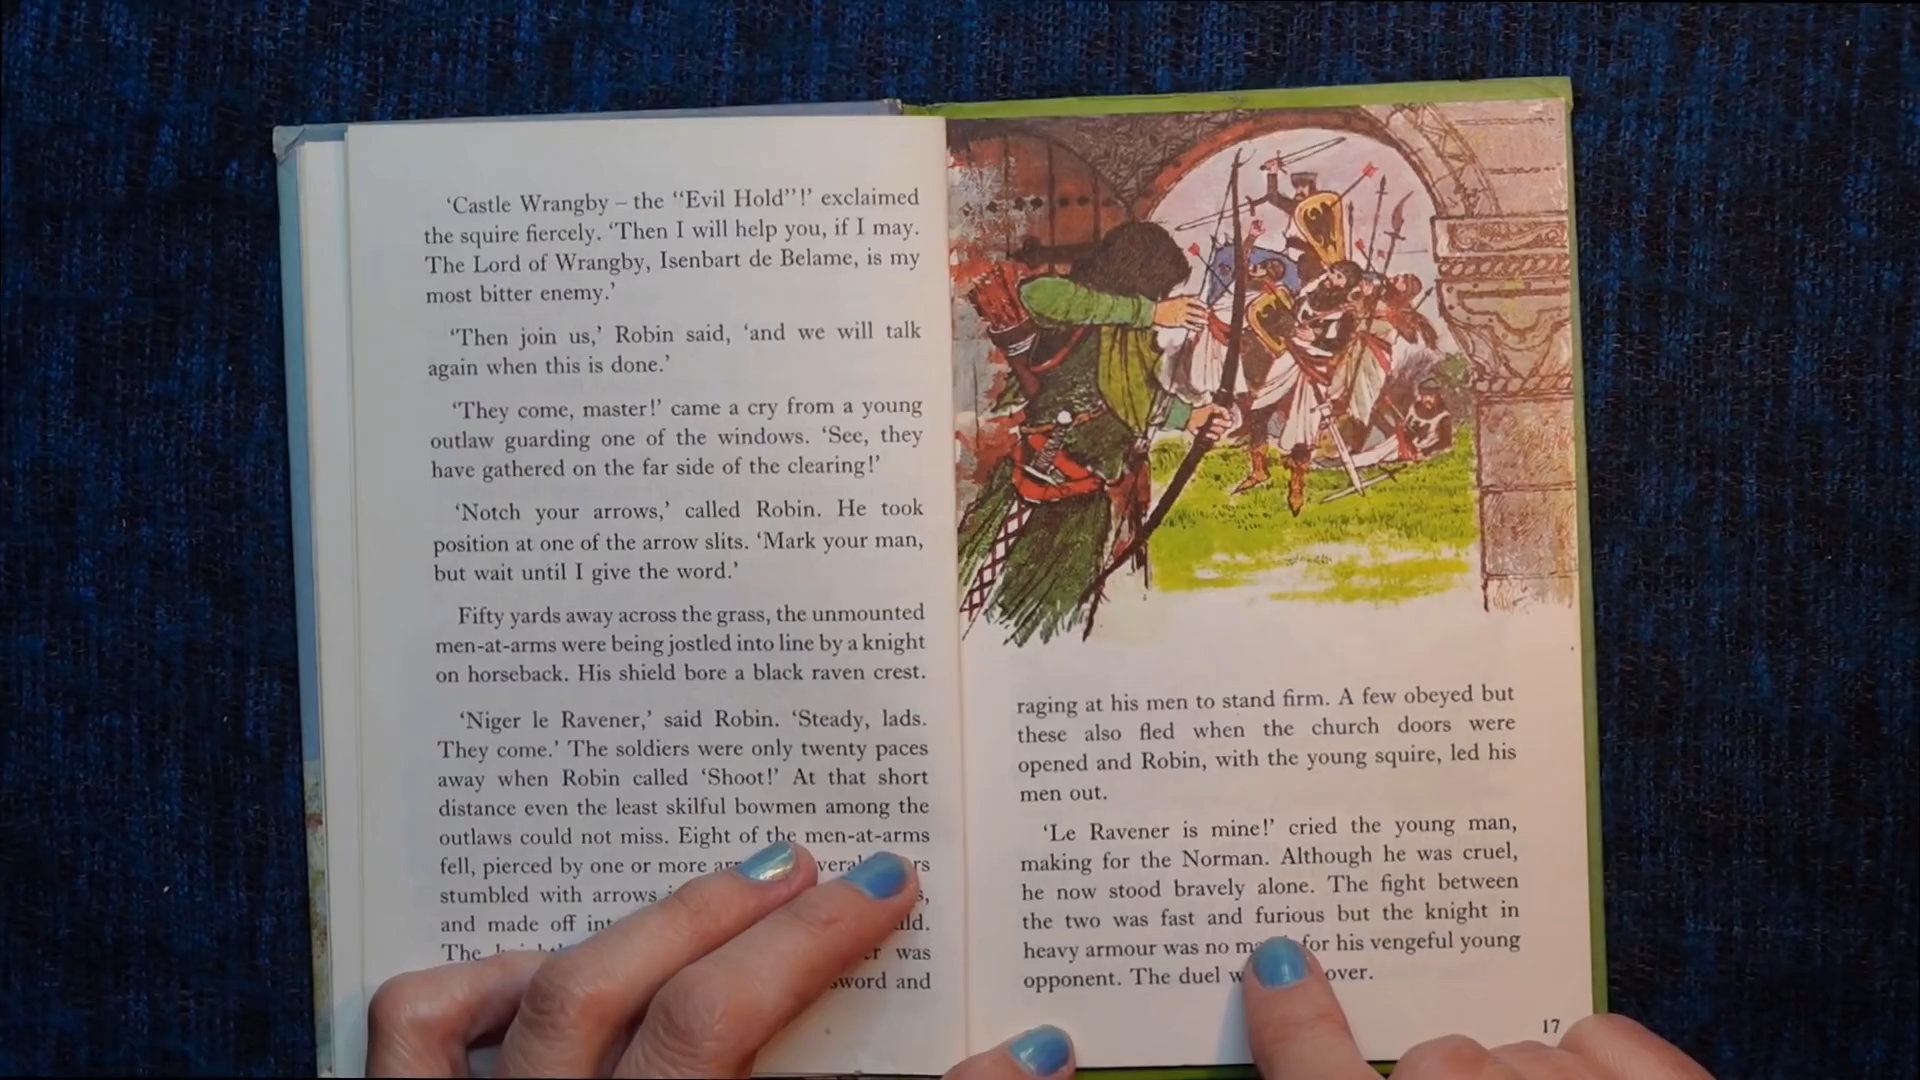 ‘Castle Wrangby – the “Evil Hold”!’ exclaimed
the squire fiercely. ‘Then I will help you, if I may.
The Lord of Wrangby, Isenbart de Belame, is my
most bitter enemy.’
‘Then join us,’ Robin said, ‘and we will talk
again when this is done.’
‘They come, master!’ came a cry from a young
outlaw guarding one of the windows. ‘See, they
have gathered on the far side of the clearing!’
‘Notch your arrows,’ called Robin. He took
position at one of the arrow slits. ‘Mark your man,
but wait until I give the word.’
Fifty yards away across the grass, the unmounted
men-at-arms were being jostled into line by a knight
on horseback. His shield bore a black raven crest.
‘Niger le Ravener,’ said Robin. ‘Steady, lads.
They come.’ The soldiers were only twenty paces
away when Robin called ‘Shoot!’ At that short
distance even the least skilful bowmen among the
outlaws could not miss. Eight of the men-at-arms
fell, pierced by one or more
stumbled with arrows
and made off
The was
sword and
raging at his men to stand firm. A few obeyed but
these also fled when the church doors were
opened and Robin, with the young squire, led his
men out.
‘Le Ravener is mine!’ cried the young man,
making for the Norman. Although he was cruel,
he now stood bravely alone. The fight between
the two was fast and furious but the knight in
heavy armour was no for his vengeful young
opponent. The duel over.
17